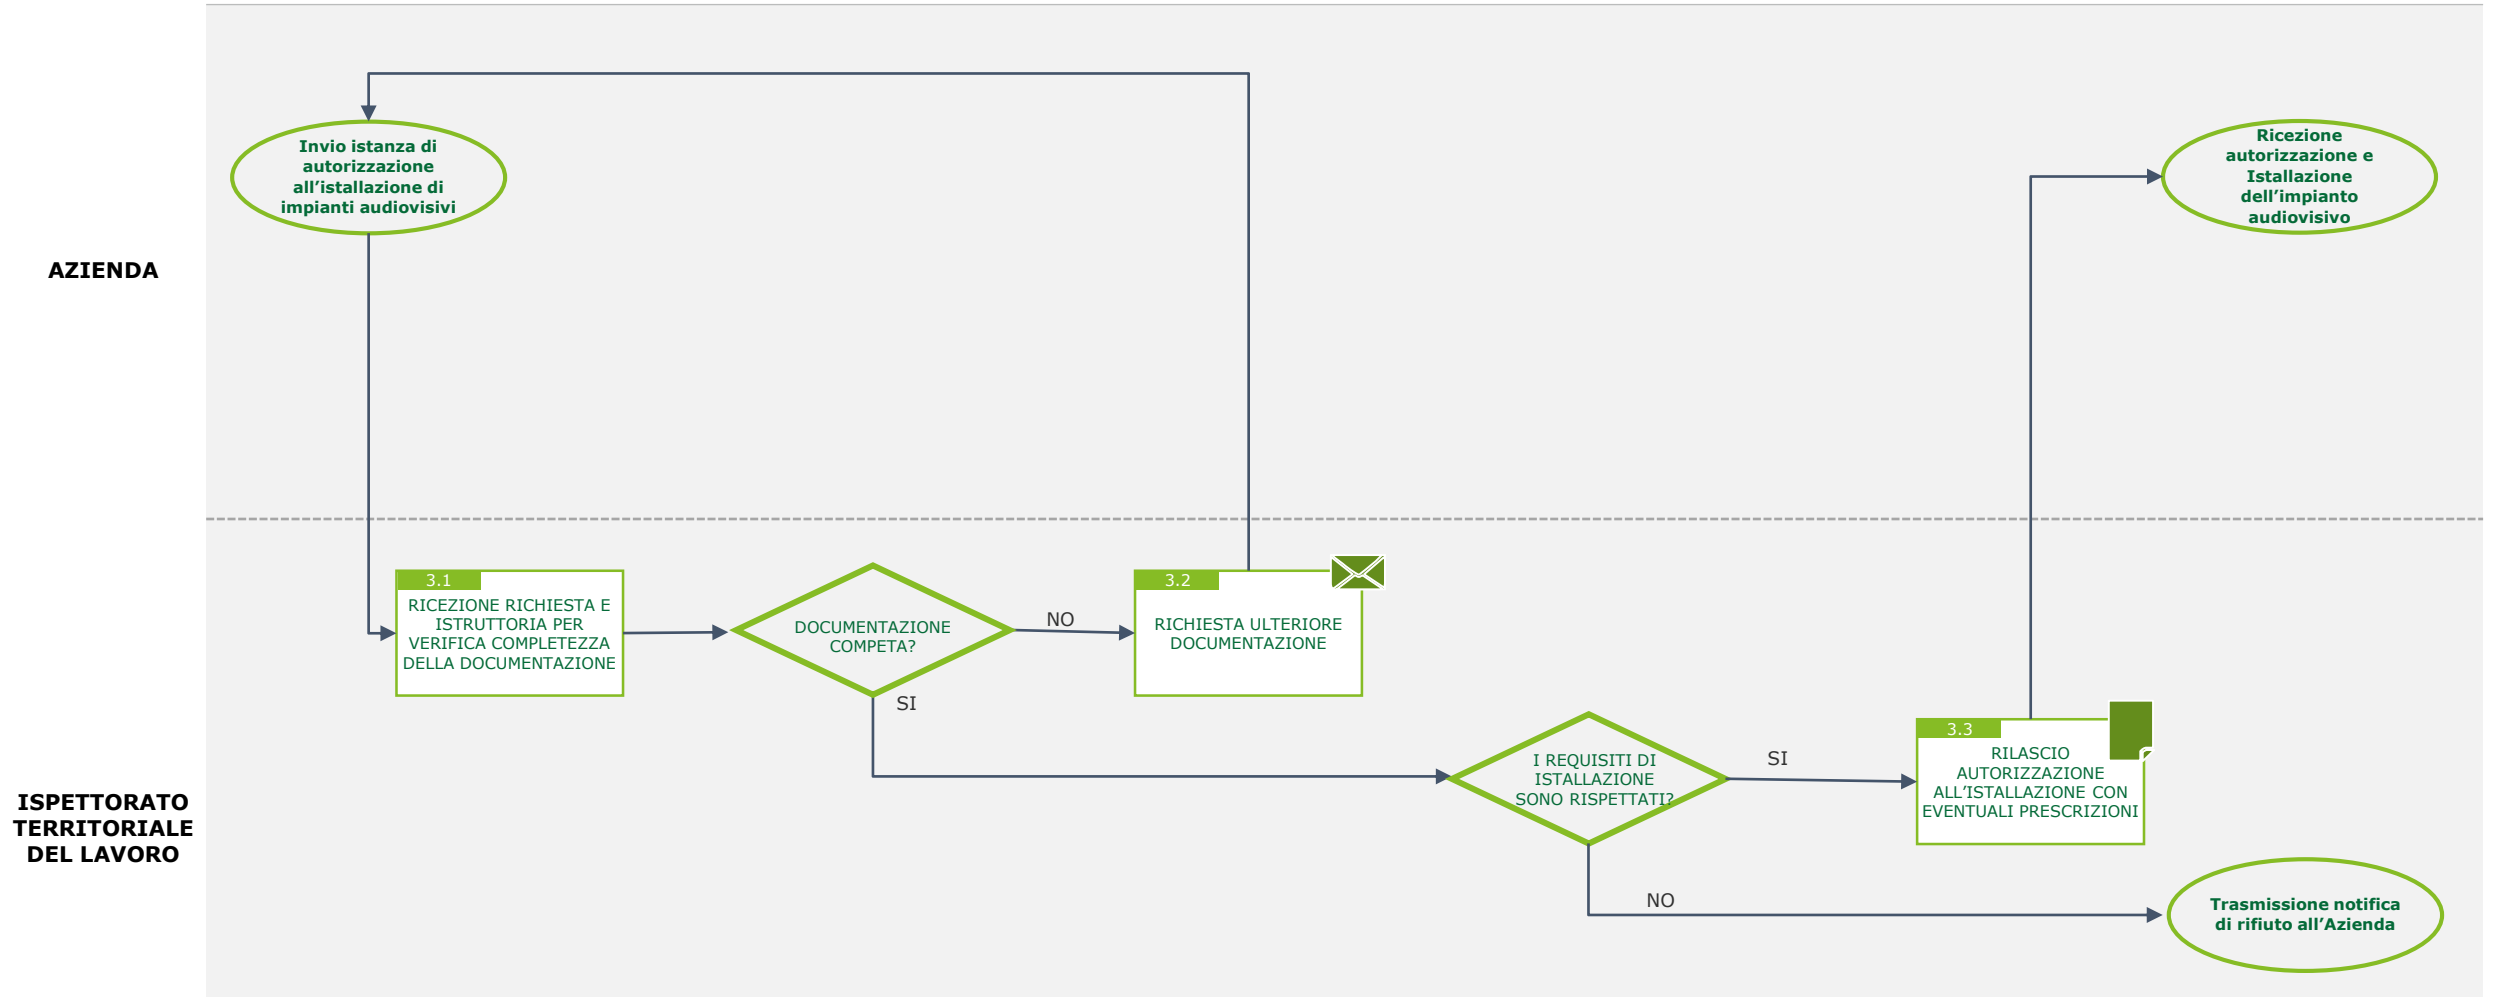 AZIENDA
Invio istanza di
autorizzazione
all’istallazione di
impianti audiovisivi
Ricezione
autorizzazione e
Istallazione
dell’impianto
audiovisivo
ISPETTORATO
TERRITORIALE
DEL LAVORO
3.1
RICEZIONE RICHIESTA E
ISTRUTTORIA PER
VERIFICA COMPLETEZZA
DELLA DOCUMENTAZIONE
DOCUMENTAZIONE
COMPETA?
NO
SI
3.2
RICHIESTA ULTERIORE
DOCUMENTAZIONE
I REQUISITI DI
ISTALLAZIONE
SONO RISPETTATI?
SI
NO
3.3
RILASCIO
AUTORIZZAZIONE
ALL’ISTALLAZIONE CON
EVENTUALI PRESCRIZIONI
Trasmissione notifica
di rifiuto all’Azienda